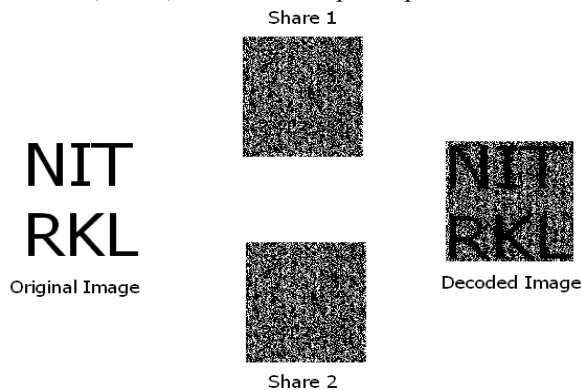 Share 1
NIT
RKL
Original Image
NIT
RKL
Decoded Image
Share 2